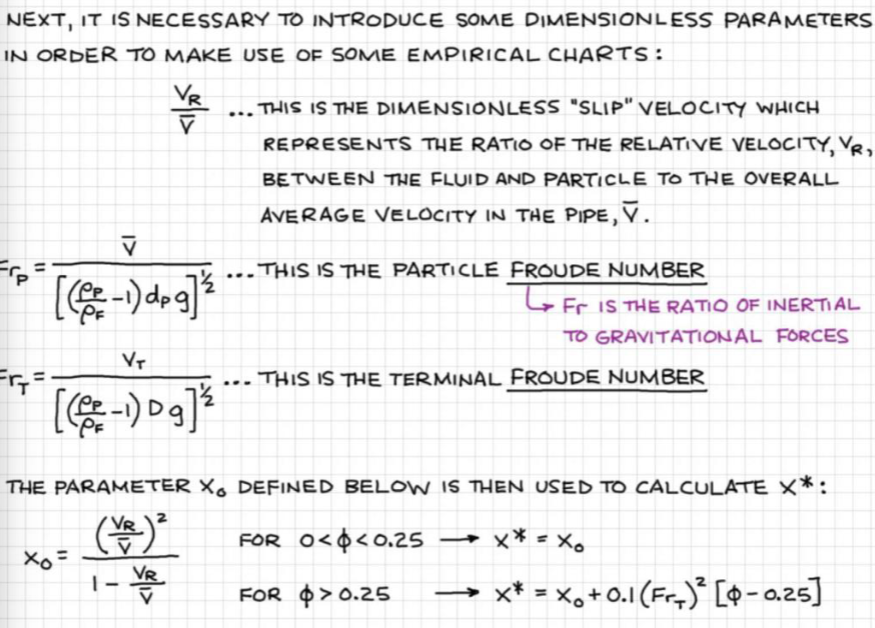 NEXT, IT IS NECESSARY TO INTRODUCE SOME DIMENSIONLESS PARAMETERS
IN ORDER TO MAKE USE OF SOME EMPIRICAL CHARTS:
V_R / V̄ ... THIS IS THE DIMENSIONLESS "SLIP" VELOCITY WHICH
REPRESENTS THE RATIO OF THE RELATIVE VELOCITY, V_R,
BETWEEN THE FLUID AND PARTICLE TO THE OVERALL
AVERAGE VELOCITY IN THE PIPE, V̄.
Fr_P = V̄ / [(ρ_P/ρ_F - 1) d_P g]^½ ... THIS IS THE PARTICLE FROUDE NUMBER
↳ Fr IS THE RATIO OF INERTIAL
TO GRAVITATIONAL FORCES
Fr_T = V_T / [(ρ_P/ρ_F - 1) D g]^½ ... THIS IS THE TERMINAL FROUDE NUMBER
THE PARAMETER X₀ DEFINED BELOW IS THEN USED TO CALCULATE X*:
X₀ = (V_R/V̄)² / (1 - V_R/V̄) FOR 0<φ<0.25 → X* = X₀
FOR φ>0.25 → X* = X₀ + 0.1 (Fr_T)² [φ - 0.25]